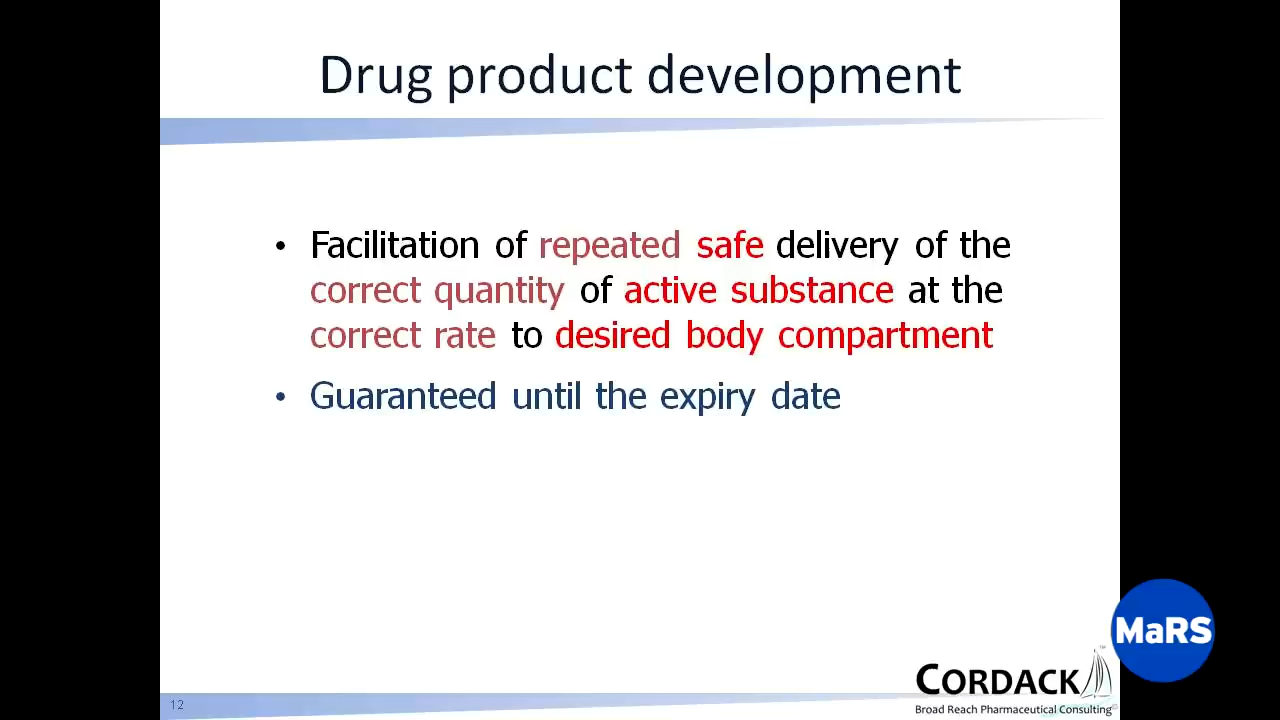 Drug product development
• Facilitation of repeated safe delivery of the
correct quantity of active substance at the
correct rate to desired body compartment
• Guaranteed until the expiry date
MaRS
CORDACK™
Broad Reach Pharmaceutical Consulting©
12